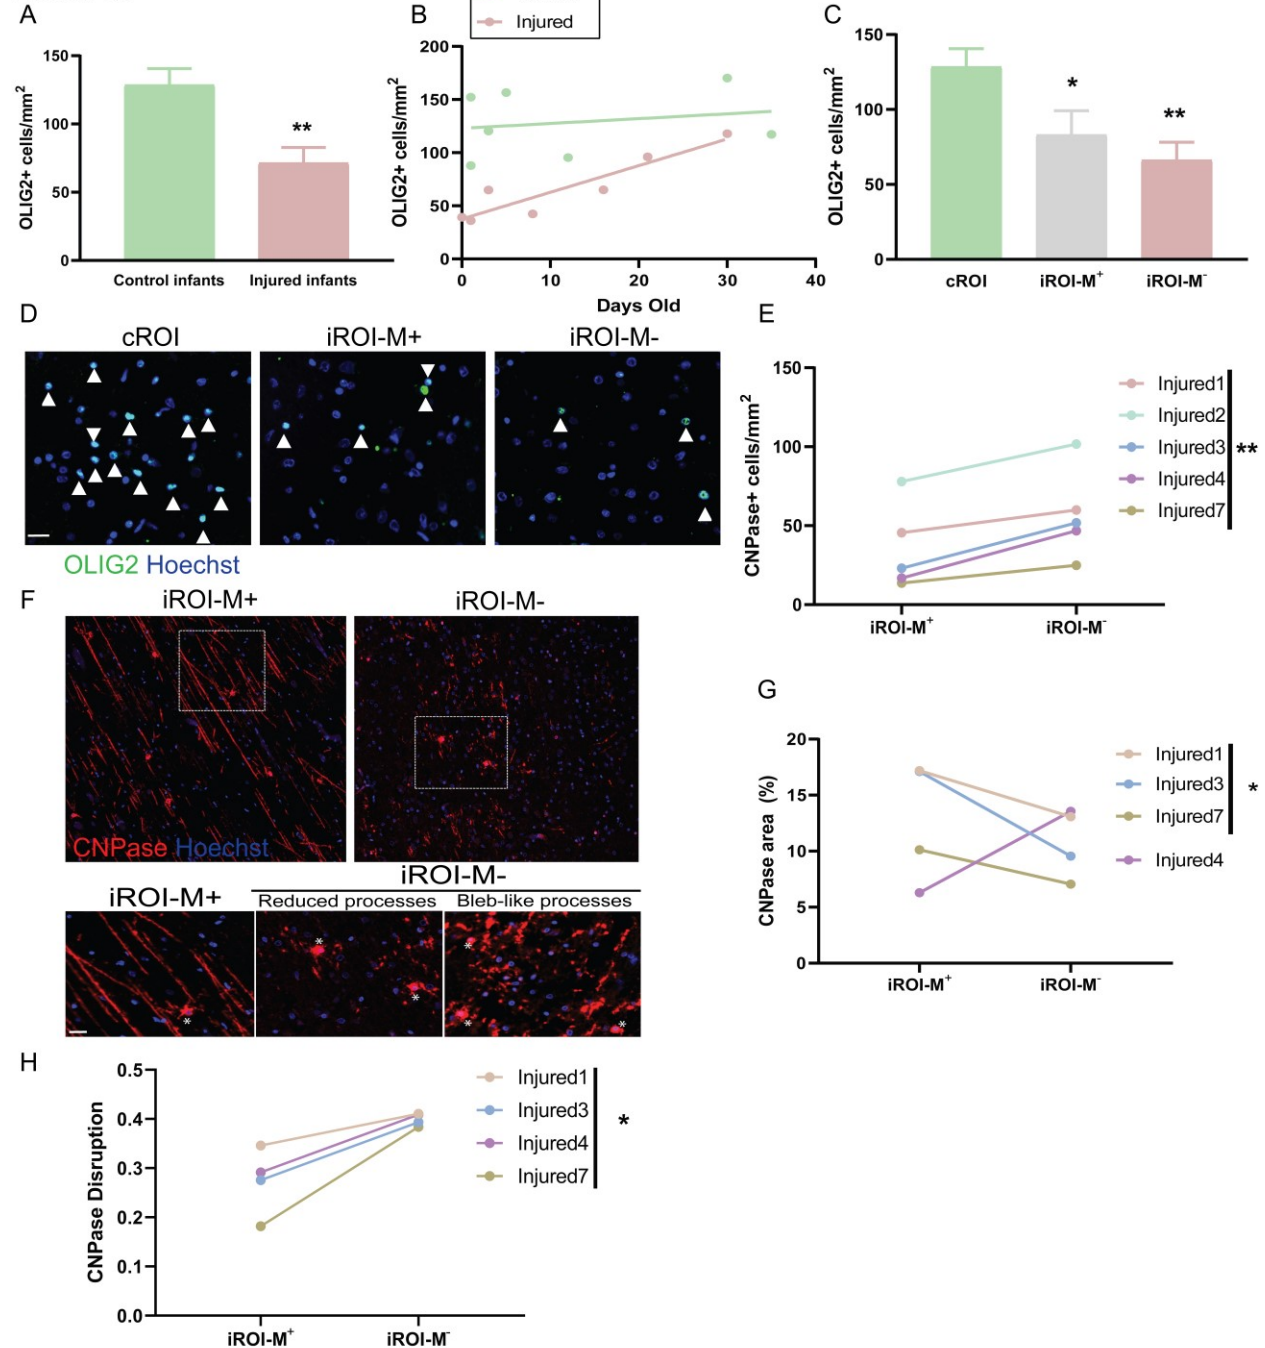 A
OLIG2+ cells/mm2
150
100
50
0
**
Control infants
Injured infants
B
Injured
OLIG2+ cells/mm2
200
150
100
50
0
0
10
20
30
40
Days Old
C
OLIG2+ cells/mm2
150
100
50
0
*
**
cROI
iROI-M+
iROI-M-
D
cROI
iROI-M+
iROI-M-
OLIG2 Hoechst
E
CNPase+ cells/mm2
150
100
50
0
iROI-M+
iROI-M-
Injured1
Injured2
Injured3
Injured4
Injured7
**
F
iROI-M+
iROI-M-
CNPase Hoechst
iROI-M+
iROI-M-
Reduced processes
Bleb-like processes
*
*
*
*
*
*
G
CNPase area (%)
20
15
10
5
0
iROI-M+
iROI-M-
Injured1
Injured3
Injured7
Injured4
*
H
CNPase Disruption
0.5
0.4
0.3
0.2
0.1
0.0
iROI-M+
iROI-M-
Injured1
Injured3
Injured4
Injured7
*